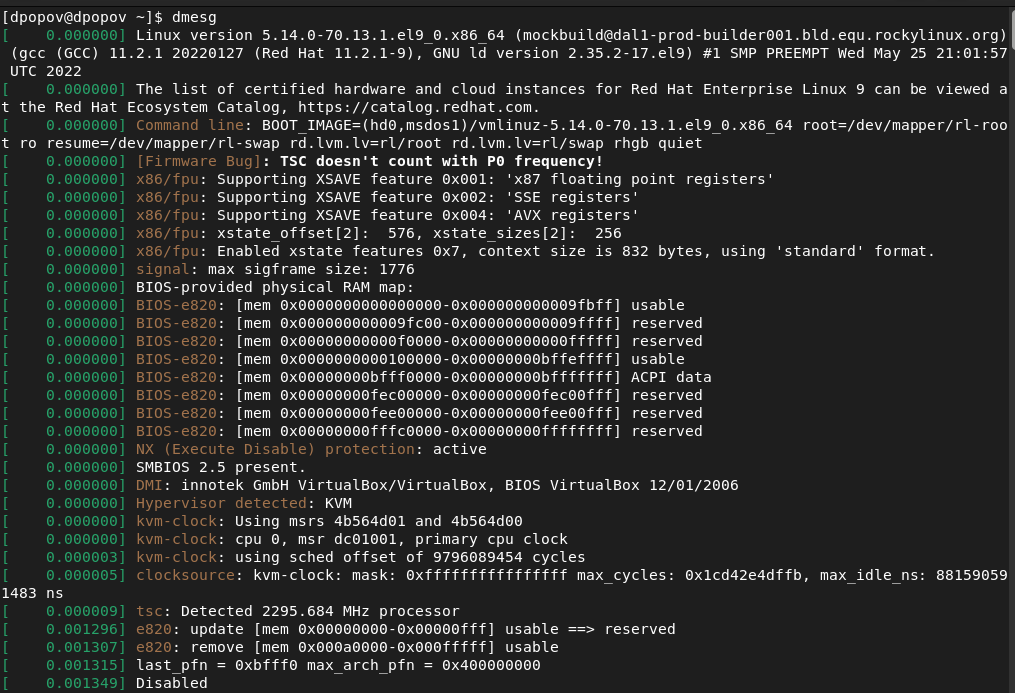 [dpopov@dpopov ~]$ dmesg
[    0.000000] Linux version 5.14.0-70.13.1.el9_0.x86_64 (mockbuild@dal1-prod-builder001.bld.equ.rockylinux.org)
 (gcc (GCC) 11.2.1 20220127 (Red Hat 11.2.1-9), GNU ld version 2.35.2-17.el9) #1 SMP PREEMPT Wed May 25 21:01:57
 UTC 2022
[    0.000000] The list of certified hardware and cloud instances for Red Hat Enterprise Linux 9 can be viewed a
t the Red Hat Ecosystem Catalog, https://catalog.redhat.com.
[    0.000000] Command line: BOOT_IMAGE=(hd0,msdos1)/vmlinuz-5.14.0-70.13.1.el9_0.x86_64 root=/dev/mapper/rl-roo
t ro resume=/dev/mapper/rl-swap rd.lvm.lv=rl/root rd.lvm.lv=rl/swap rhgb quiet
[    0.000000] [Firmware Bug]: TSC doesn't count with P0 frequency!
[    0.000000] x86/fpu: Supporting XSAVE feature 0x001: 'x87 floating point registers'
[    0.000000] x86/fpu: Supporting XSAVE feature 0x002: 'SSE registers'
[    0.000000] x86/fpu: Supporting XSAVE feature 0x004: 'AVX registers'
[    0.000000] x86/fpu: xstate_offset[2]:  576, xstate_sizes[2]:  256
[    0.000000] x86/fpu: Enabled xstate features 0x7, context size is 832 bytes, using 'standard' format.
[    0.000000] signal: max sigframe size: 1776
[    0.000000] BIOS-provided physical RAM map:
[    0.000000] BIOS-e820: [mem 0x0000000000000000-0x000000000009fbff] usable
[    0.000000] BIOS-e820: [mem 0x000000000009fc00-0x000000000009ffff] reserved
[    0.000000] BIOS-e820: [mem 0x00000000000f0000-0x00000000000fffff] reserved
[    0.000000] BIOS-e820: [mem 0x0000000000100000-0x00000000bffeffff] usable
[    0.000000] BIOS-e820: [mem 0x00000000bfff0000-0x00000000bfffffff] ACPI data
[    0.000000] BIOS-e820: [mem 0x00000000fec00000-0x00000000fec00fff] reserved
[    0.000000] BIOS-e820: [mem 0x00000000fee00000-0x00000000fee00fff] reserved
[    0.000000] BIOS-e820: [mem 0x00000000fffc0000-0x00000000ffffffff] reserved
[    0.000000] NX (Execute Disable) protection: active
[    0.000000] SMBIOS 2.5 present.
[    0.000000] DMI: innotek GmbH VirtualBox/VirtualBox, BIOS VirtualBox 12/01/2006
[    0.000000] Hypervisor detected: KVM
[    0.000000] kvm-clock: Using msrs 4b564d01 and 4b564d00
[    0.000000] kvm-clock: cpu 0, msr dc01001, primary cpu clock
[    0.000003] kvm-clock: using sched offset of 9796089454 cycles
[    0.000005] clocksource: kvm-clock: mask: 0xffffffffffffffff max_cycles: 0x1cd42e4dffb, max_idle_ns: 88159059
1483 ns
[    0.000009] tsc: Detected 2295.684 MHz processor
[    0.001296] e820: update [mem 0x00000000-0x00000fff] usable ==> reserved
[    0.001307] e820: remove [mem 0x000a0000-0x000fffff] usable
[    0.001315] last_pfn = 0xbfff0 max_arch_pfn = 0x400000000
[    0.001349] Disabled